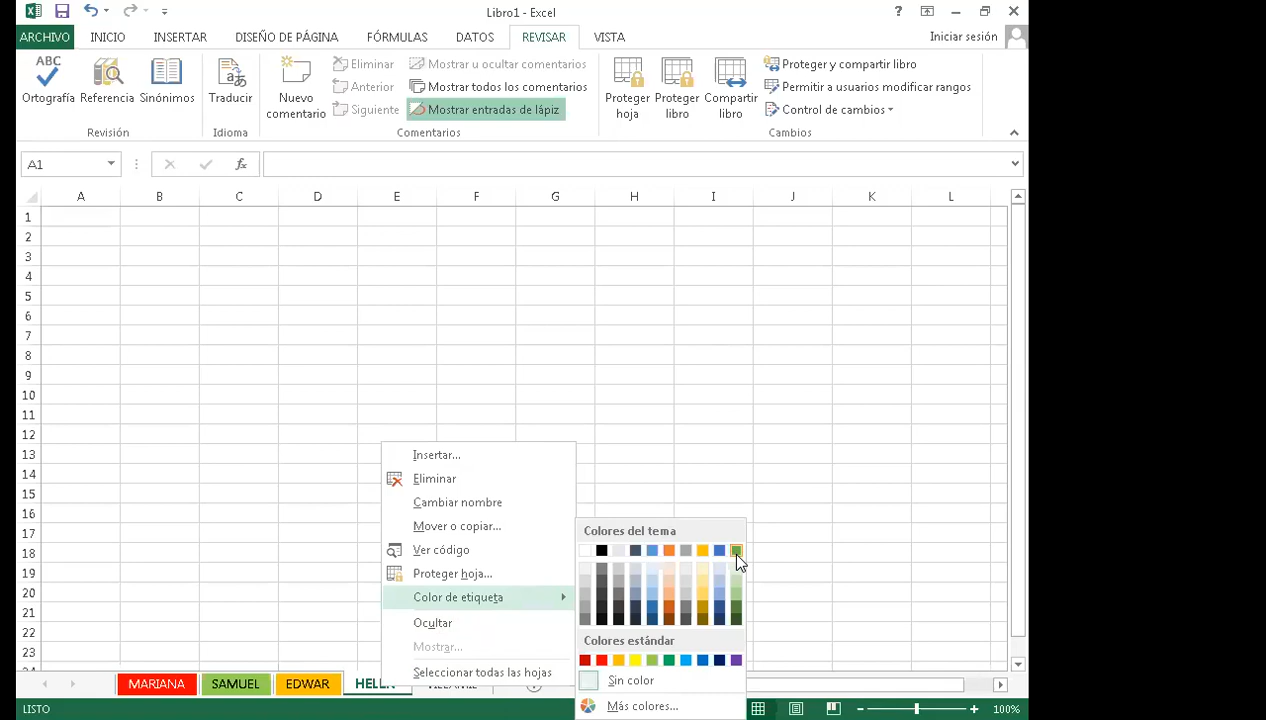 Libro1 - Excel
?
ARCHIVO INICIO INSERTAR DISEÑO DE PÁGINA FÓRMULAS DATOS REVISAR VISTA Iniciar sesión
ABC
Ortografía Referencia Sinónimos
Revisión
Traducir
Idioma
Nuevo
comentario
Eliminar
Anterior
Siguiente
Mostrar u ocultar comentarios
Mostrar todos los comentarios
Mostrar entradas de lápiz
Comentarios
Proteger
hoja
Proteger
libro
Compartir
libro
Proteger y compartir libro
Permitir a usuarios modificar rangos
Control de cambios
Cambios
A1 fx
A B C D E F G H I J K L
1
2
3
4
5
6
7
8
9
10
11
12
13
14
15
16
17
18
19
20
21
22
23
Insertar...
Eliminar
Cambiar nombre
Mover o copiar...
Ver código
Proteger hoja...
Color de etiqueta
Ocultar
Mostrar...
Seleccionar todas las hojas
Colores del tema
Colores estándar
Sin color
Más colores...
MARIANA SAMUEL EDWAR
LISTO 100%